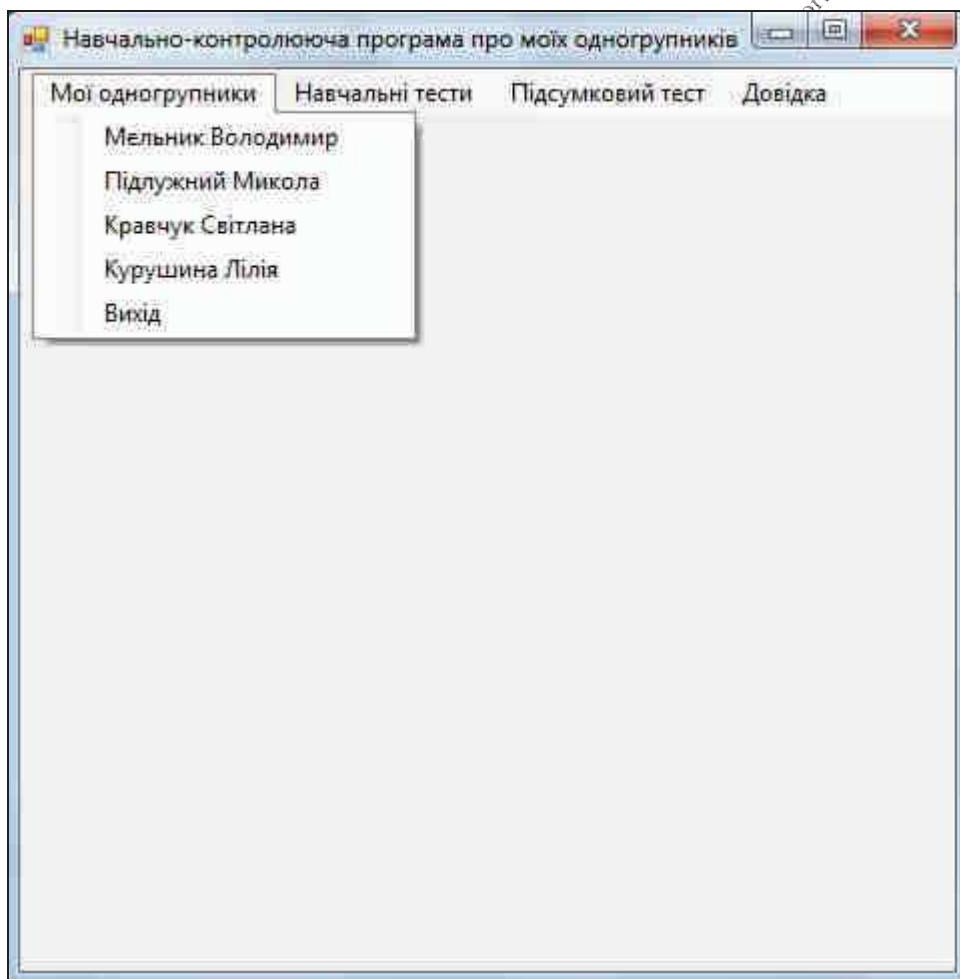 Навчально-контролююча програма про моїх одногрупників
Мої одногрупники Навчальні тести Підсумковий тест Довідка
Мельник Володимир
Підлужний Микола
Кравчук Світлана
Курушина Лілія
Вихід